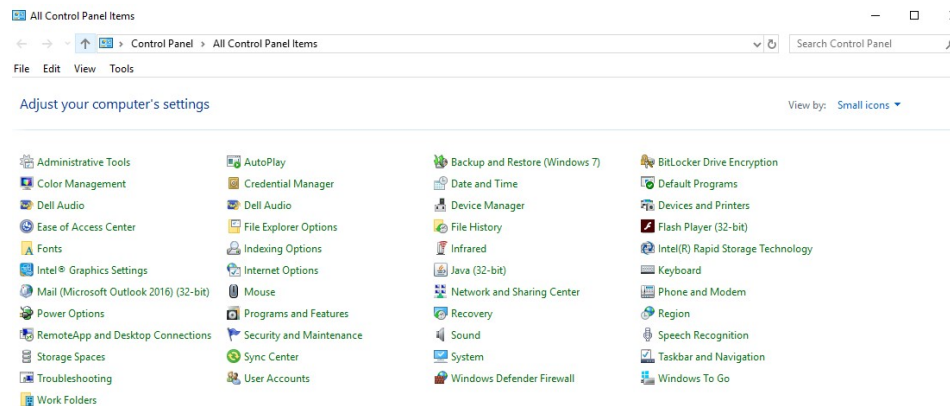 All Control Panel Items
Control Panel > All Control Panel Items
Search Control Panel
File Edit View Tools
Adjust your computer's settings
View by: Small icons
Administrative Tools AutoPlay Backup and Restore (Windows 7) BitLocker Drive Encryption
Color Management Credential Manager Date and Time Default Programs
Dell Audio Dell Audio Device Manager Devices and Printers
Ease of Access Center File Explorer Options File History Flash Player (32-bit)
Fonts Indexing Options Infrared Intel(R) Rapid Storage Technology
Intel® Graphics Settings Internet Options Java (32-bit) Keyboard
Mail (Microsoft Outlook 2016) (32-bit) Mouse Network and Sharing Center Phone and Modem
Power Options Programs and Features Recovery Region
RemoteApp and Desktop Connections Security and Maintenance Sound Speech Recognition
Storage Spaces Sync Center System Taskbar and Navigation
Troubleshooting User Accounts Windows Defender Firewall Windows To Go
Work Folders